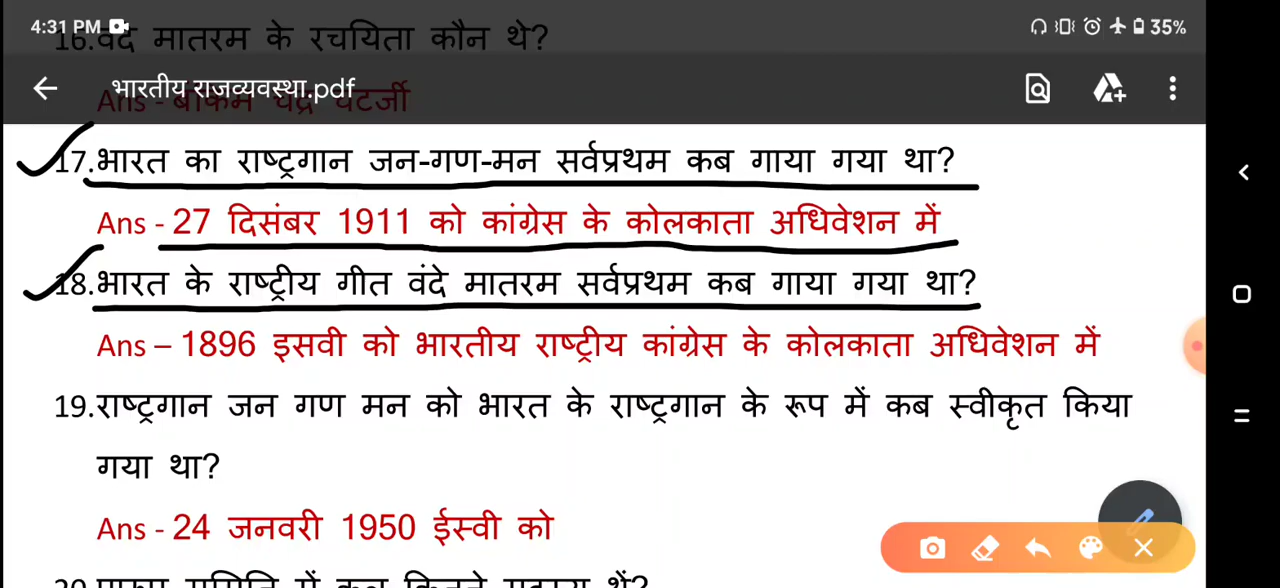 4:31 PM
35%
16.वंदे मातरम के रचयिता कौन थे?
भारतीय राजव्यवस्था.pdf
Ans - बंकिम चंद्र चटर्जी
17.भारत का राष्ट्रगान जन-गण-मन सर्वप्रथम कब गाया गया था?
Ans - 27 दिसंबर 1911 को कांग्रेस के कोलकाता अधिवेशन में
18.भारत के राष्ट्रीय गीत वंदे मातरम सर्वप्रथम कब गाया गया था?
Ans – 1896 इसवी को भारतीय राष्ट्रीय कांग्रेस के कोलकाता अधिवेशन में
19.राष्ट्रगान जन गण मन को भारत के राष्ट्रगान के रूप में कब स्वीकृत किया
गया था?
Ans - 24 जनवरी 1950 ईस्वी को